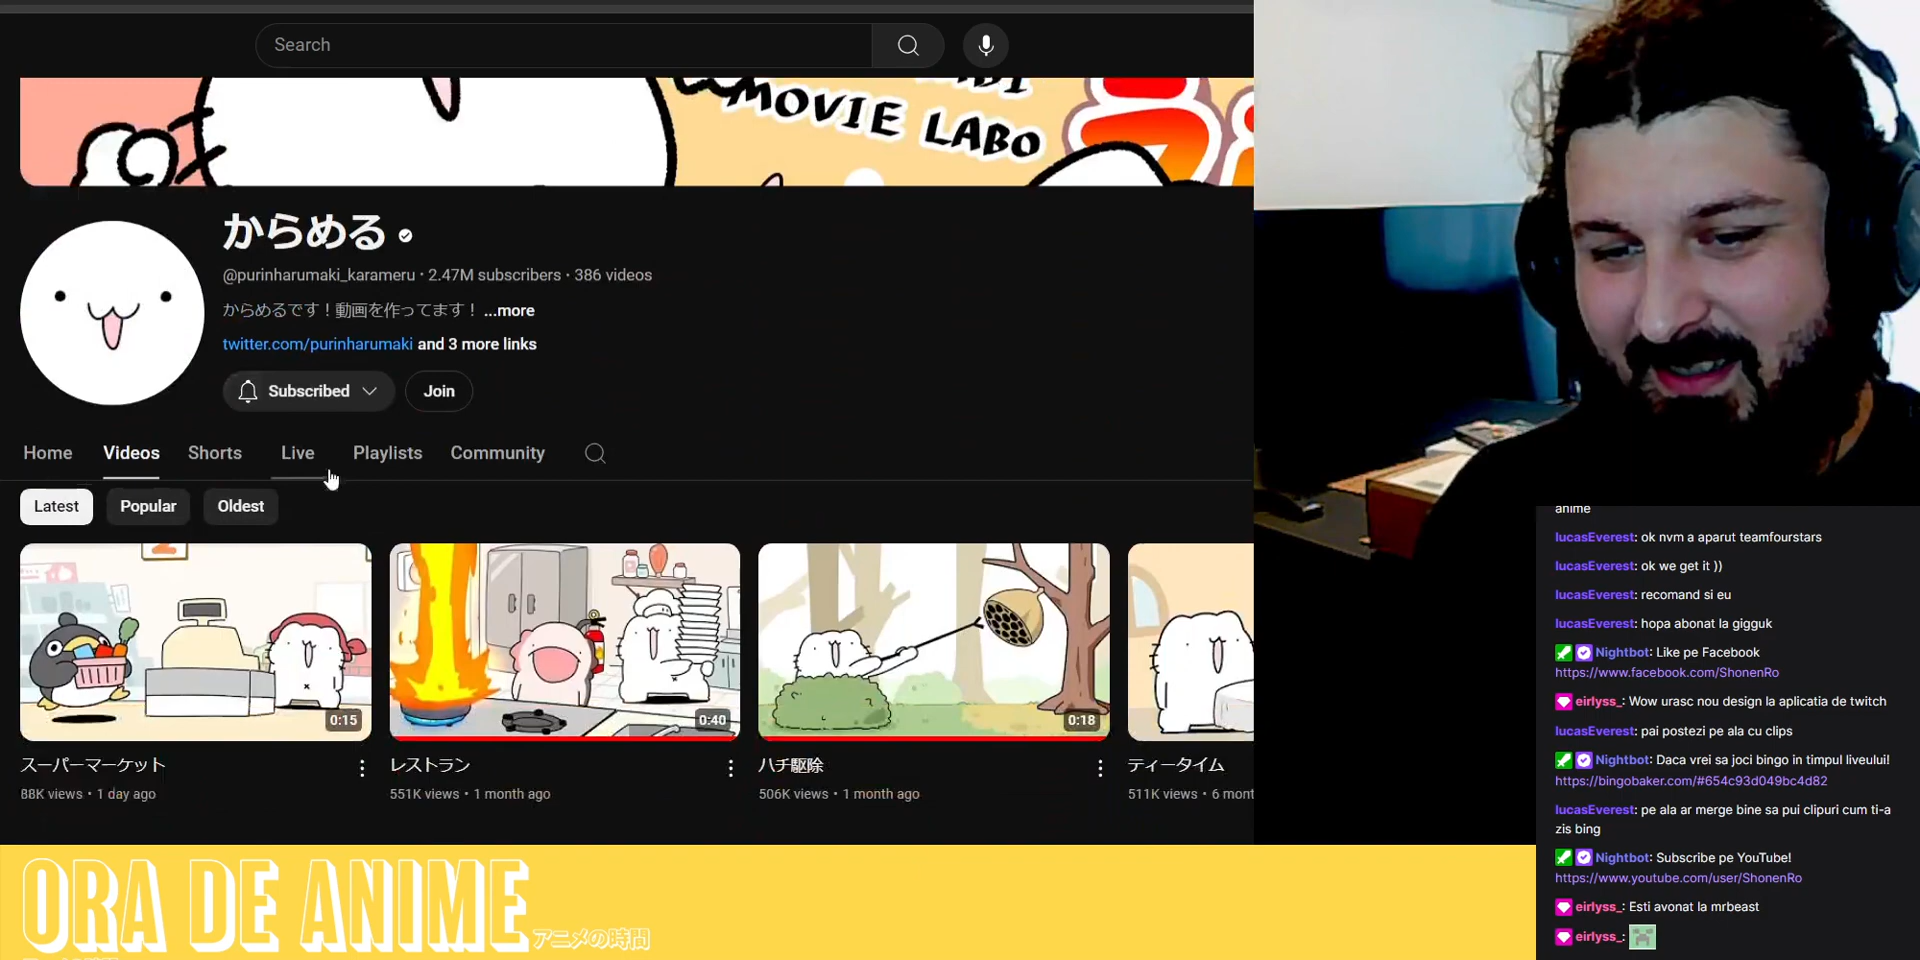 Search
MOVIE LABO
からめる
@purinharumaki_karameru · 2.47M subscribers · 386 videos
からめるです！動画を作ってます！ ...more
twitter.com/purinharumaki and 3 more links
Subscribed
Join
Home Videos Shorts Live Playlists Community
Latest Popular Oldest
0:15
0:40
0:18
スーパーマーケット
88K views • 1 day ago
レストラン
551K views • 1 month ago
ハチ駆除
506K views • 1 month ago
ティータイム
511K views • 6 mont
ORA DE ANIME
アニメの時間
anime
lucasEverest: ok nvm a aparut teamfourstars
lucasEverest: ok we get it ))
lucasEverest: recomand si eu
lucasEverest: hopa abonat la gigguk
Nightbot: Like pe Facebook
https://www.facebook.com/ShonenRo
eirlyss_: Wow urasc nou design la aplicatia de twitch
lucasEverest: pai postezi pe ala cu clips
Nightbot: Daca vrei sa joci bingo in timpul liveului!
https://bingobaker.com/#654c93d049bc4d82
lucasEverest: pe ala ar merge bine sa pui clipuri cum ti-a
zis bing
Nightbot: Subscribe pe YouTube!
https://www.youtube.com/user/ShonenRo
eirlyss_: Esti avonat la mrbeast
eirlyss_: